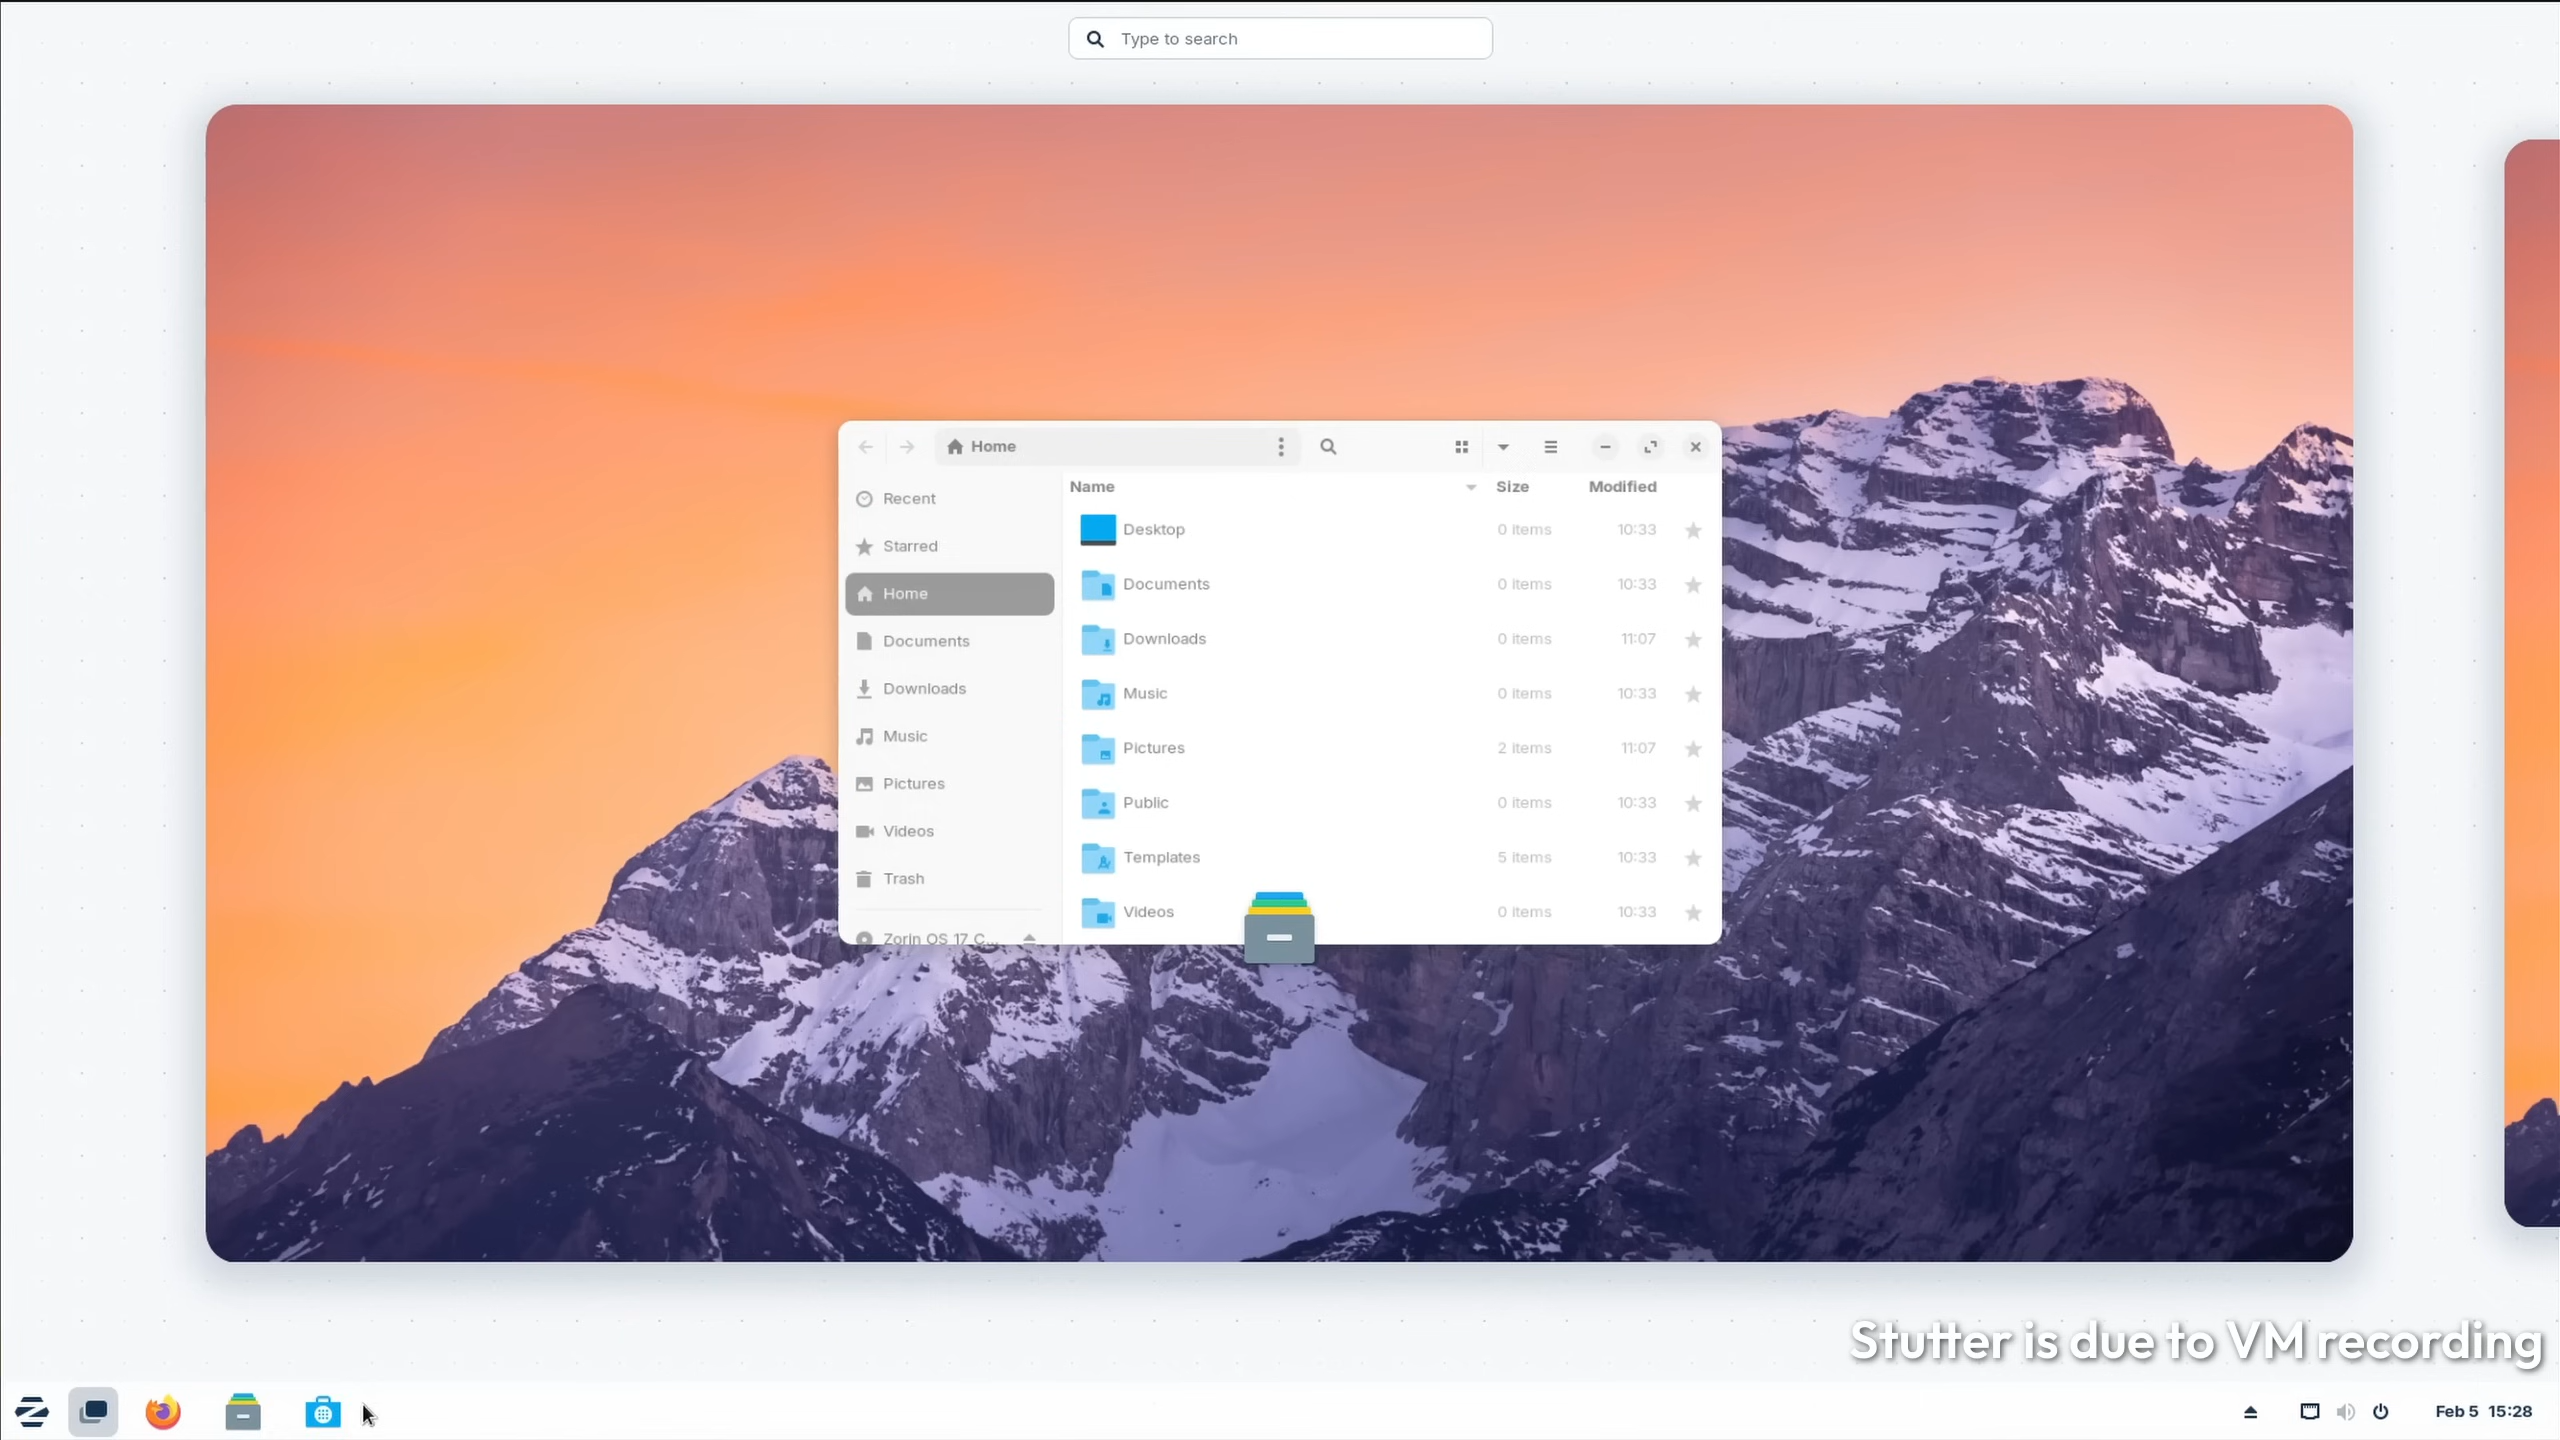 Type to search
Home
Name Size Modified
Recent
Starred
Home
Documents
Downloads
Music
Pictures
Videos
Trash
Zorin OS 17 C...
Desktop 0 items 10:33
Documents 0 items 10:33
Downloads 0 items 11:07
Music 0 items 10:33
Pictures 2 items 11:07
Public 0 items 10:33
Templates 5 items 10:33
Videos 0 items 10:33
Stutter is due to VM recording
Feb 5 15:28